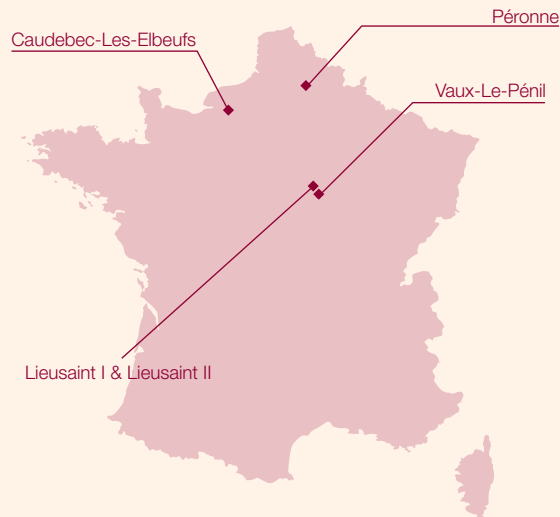 Péronne
Caudebec-Les-Elbeufs
Vaux-Le-Pénil
Lieusaint I & Lieusaint II